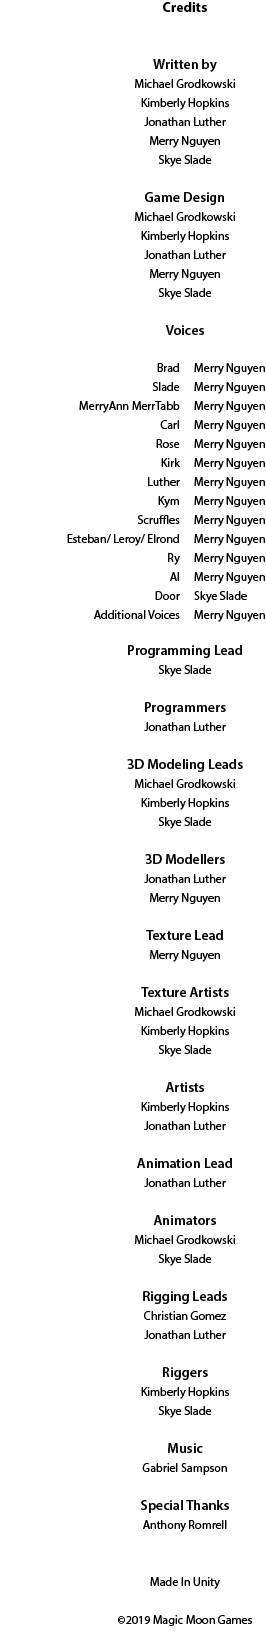 Credits
Written by
Michael Grodkowski
Kimberly Hopkins
Jonathan Luther
Merry Nguyen
Skye Slade
Game Design
Michael Grodkowski
Kimberly Hopkins
Jonathan Luther
Merry Nguyen
Skye Slade
Voices
Brad Merry Nguyen
Slade Merry Nguyen
MerryAnn MerrTabb Merry Nguyen
Carl Merry Nguyen
Rose Merry Nguyen
Kirk Merry Nguyen
Luther Merry Nguyen
Kym Merry Nguyen
Scruffles Merry Nguyen
Esteban/ Leroy/ Elrond Merry Nguyen
Ry Merry Nguyen
Al Merry Nguyen
Door Skye Slade
Additional Voices Merry Nguyen
Programming Lead
Skye Slade
Programmers
Jonathan Luther
3D Modeling Leads
Michael Grodkowski
Kimberly Hopkins
Skye Slade
3D Modellers
Jonathan Luther
Merry Nguyen
Texture Lead
Merry Nguyen
Texture Artists
Michael Grodkowski
Kimberly Hopkins
Skye Slade
Artists
Kimberly Hopkins
Jonathan Luther
Animation Lead
Jonathan Luther
Animators
Michael Grodkowski
Skye Slade
Rigging Leads
Christian Gomez
Jonathan Luther
Riggers
Kimberly Hopkins
Skye Slade
Music
Gabriel Sampson
Special Thanks
Anthony Romrell
Made In Unity
©2019 Magic Moon Games